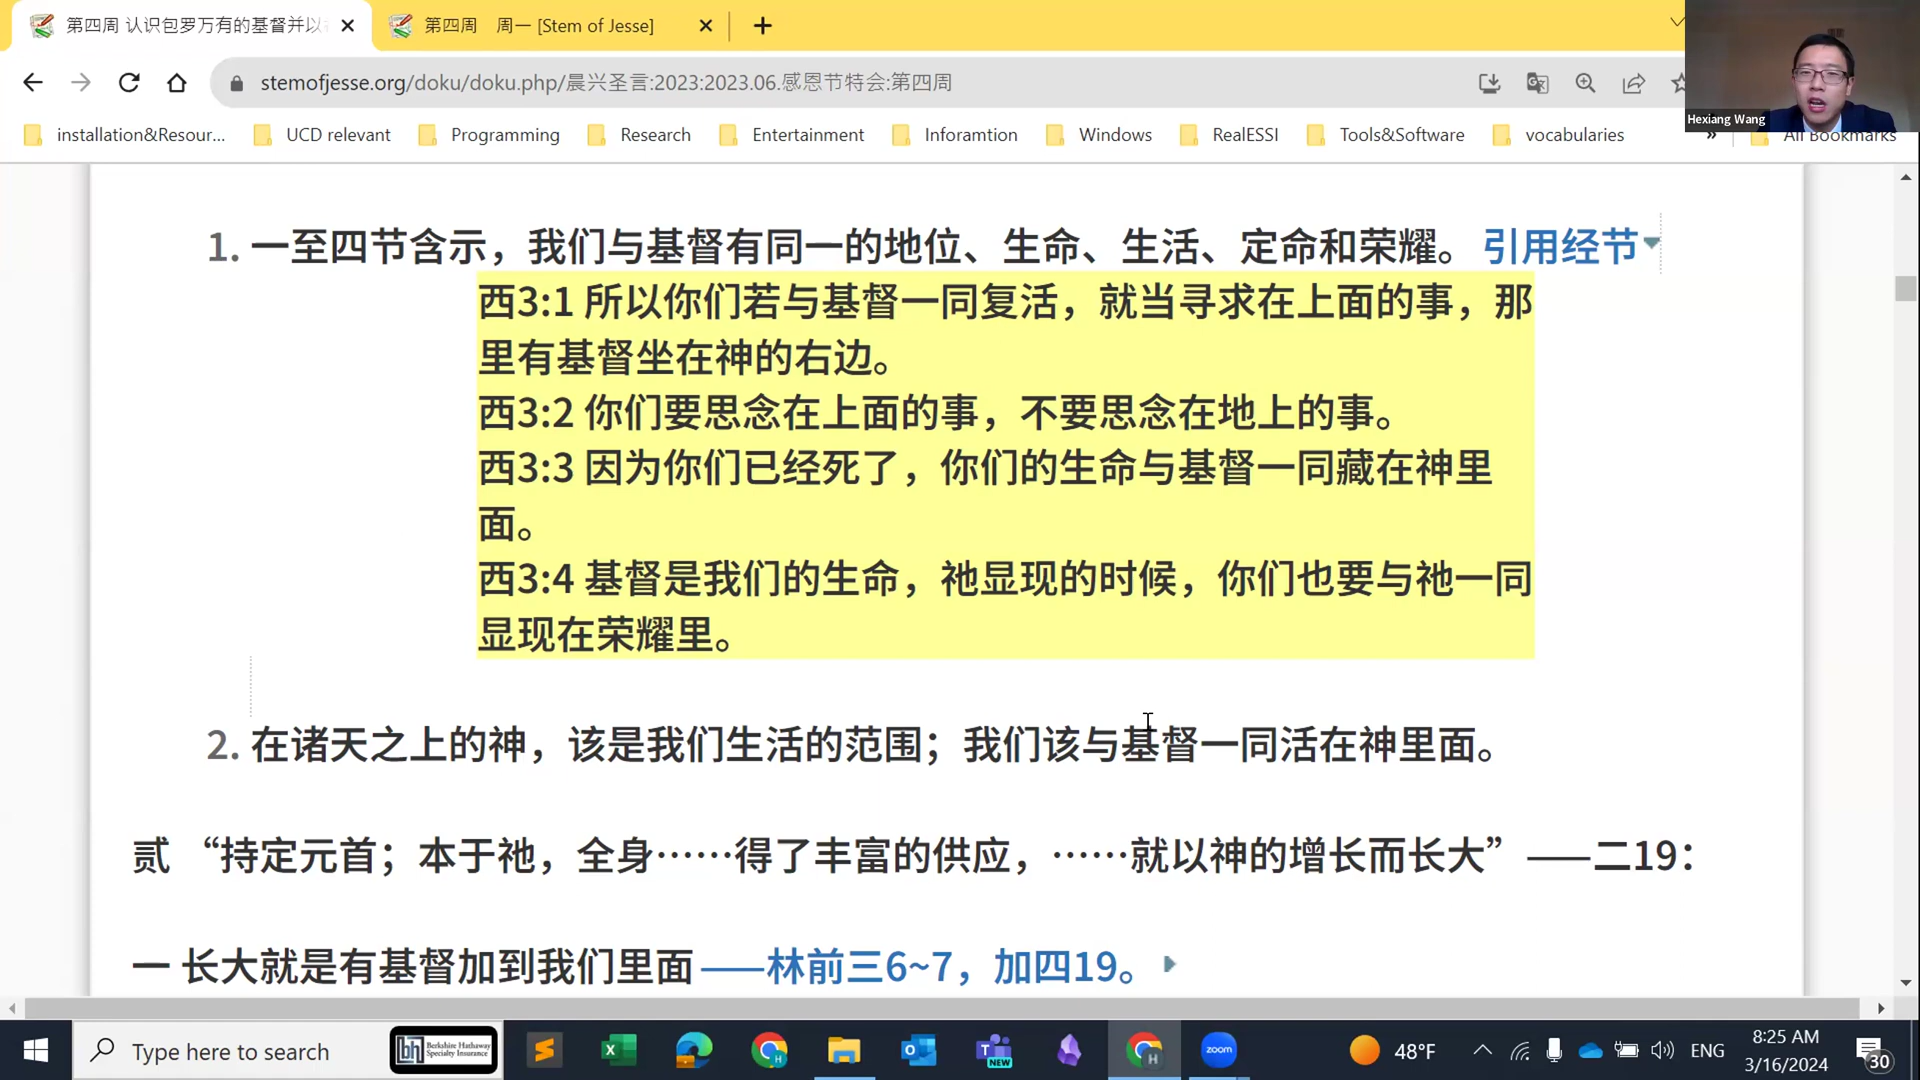 第四周 认识包罗万有的基督并以
第四周 周一 [Stem of Jesse]
stemofjesse.org/doku/doku.php/晨兴圣言:2023:2023.06.感恩节特会:第四周
Hexiang Wang
installation&Resour... UCD relevant Programming Research Entertainment Inforamtion Windows RealESSI Tools&Software vocabularies » All Bookmarks
1. 一至四节含示，我们与基督有同一的地位、生命、生活、定命和荣耀。 引用经节
西3:1 所以你们若与基督一同复活，就当寻求在上面的事，那
里有基督坐在神的右边。
西3:2 你们要思念在上面的事，不要思念在地上的事。
西3:3 因为你们已经死了，你们的生命与基督一同藏在神里
面。
西3:4 基督是我们的生命，祂显现的时候，你们也要与祂一同
显现在荣耀里。
2. 在诸天之上的神，该是我们生活的范围；我们该与基督一同活在神里面。
贰 “持定元首；本于祂，全身……得了丰富的供应，……就以神的增长而长大”——二19：
一 长大就是有基督加到我们里面——林前三6~7，加四19。
Type here to search
bh Berkshire Hathaway
Specialty Insurance
NEW
zoom
48°F
ENG
8:25 AM
3/16/2024
30